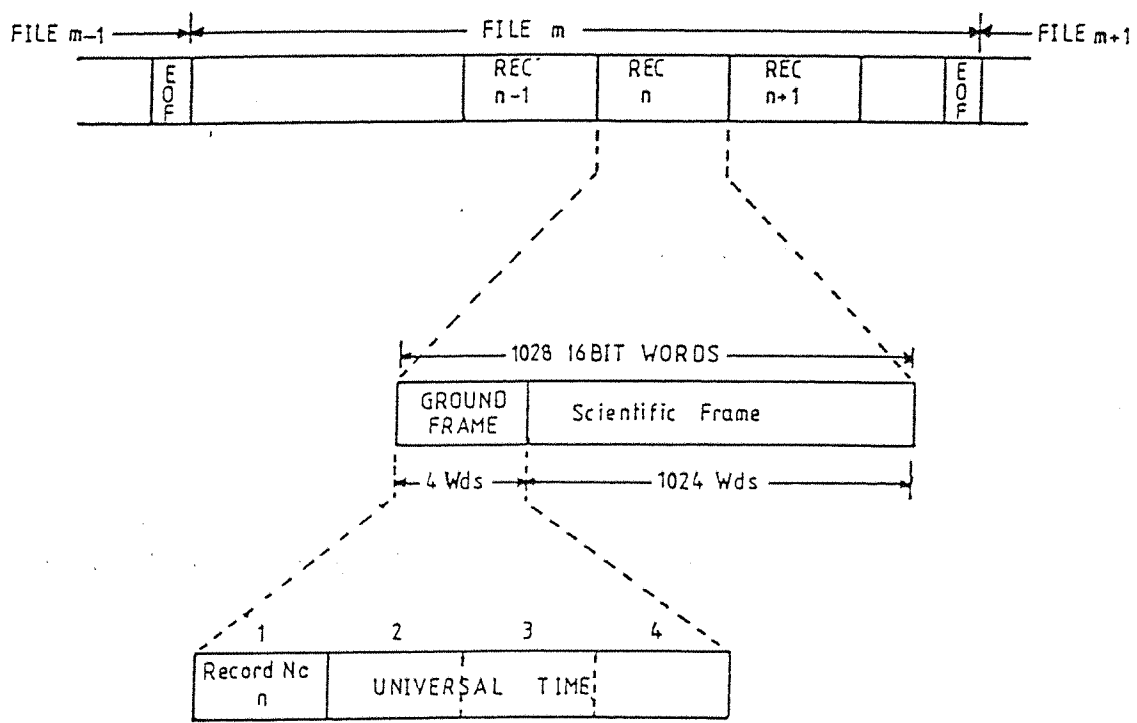 FILE m-1 FILE m FILE m+1
EOF REC n-1 REC n REC n+1 EOF
1028 16BIT WORDS
GROUND FRAME Scientific Frame
4 Wds 1024 Wds
1 2 3 4
Record No n UNIVERSAL TIME